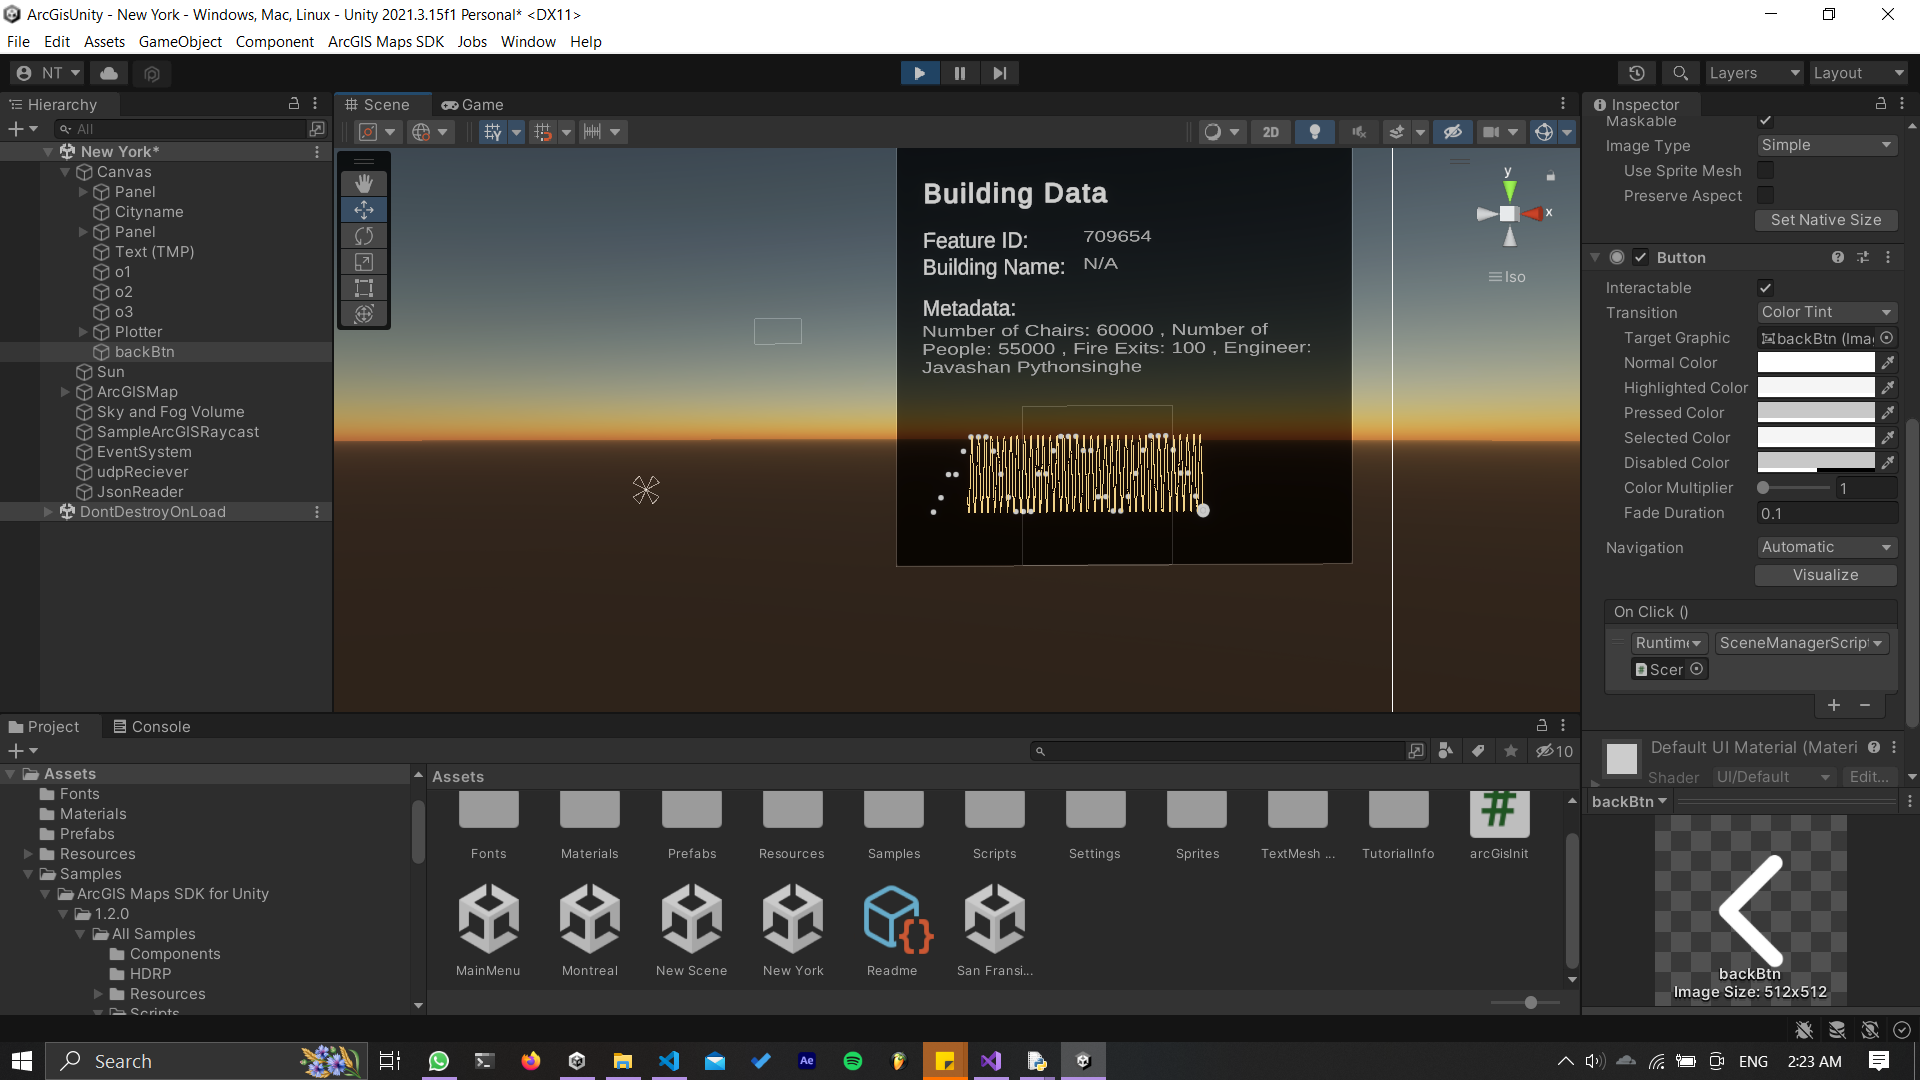 ArcGisUnity - New York - Windows, Mac, Linux - Unity 2021.3.15f1 Personal* <DX11>
File Edit Assets GameObject Component ArcGIS Maps SDK Jobs Window Help
NT
Layers
Layout
Hierarchy
All
New York*
Canvas
Panel
Cityname
Panel
Text (TMP)
o1
o2
o3
Plotter
backBtn
Sun
ArcGISMap
Sky and Fog Volume
SampleArcGISRaycast
EventSystem
udpReciever
JsonReader
DontDestroyOnLoad
Scene
Game
2D
Building Data
Feature ID: 709654
Building Name: N/A
Metadata:
Number of Chairs: 60000 , Number of
People: 55000 , Fire Exits: 100 , Engineer:
Javashan Pythonsinghe
y
x
Iso
Inspector
Maskable
Image Type Simple
Use Sprite Mesh
Preserve Aspect
Set Native Size
Button
Interactable
Transition Color Tint
Target Graphic backBtn (Imag
Normal Color
Highlighted Color
Pressed Color
Selected Color
Disabled Color
Color Multiplier 1
Fade Duration 0.1
Navigation Automatic
Visualize
On Click ()
Runtime SceneManagerScript
Scer
Default UI Material (Materi
Shader UI/Default Edit...
backBtn
backBtn
Image Size: 512x512
Project
Console
10
Assets
Fonts
Materials
Prefabs
Resources
Samples
ArcGIS Maps SDK for Unity
1.2.0
All Samples
Components
HDRP
Resources
Scripts
Assets
Fonts Materials Prefabs Resources Samples Scripts Settings Sprites TextMesh ... TutorialInfo arcGisInit
MainMenu Montreal New Scene New York Readme San Fransi...
Search
Ae
ENG
2:23 AM